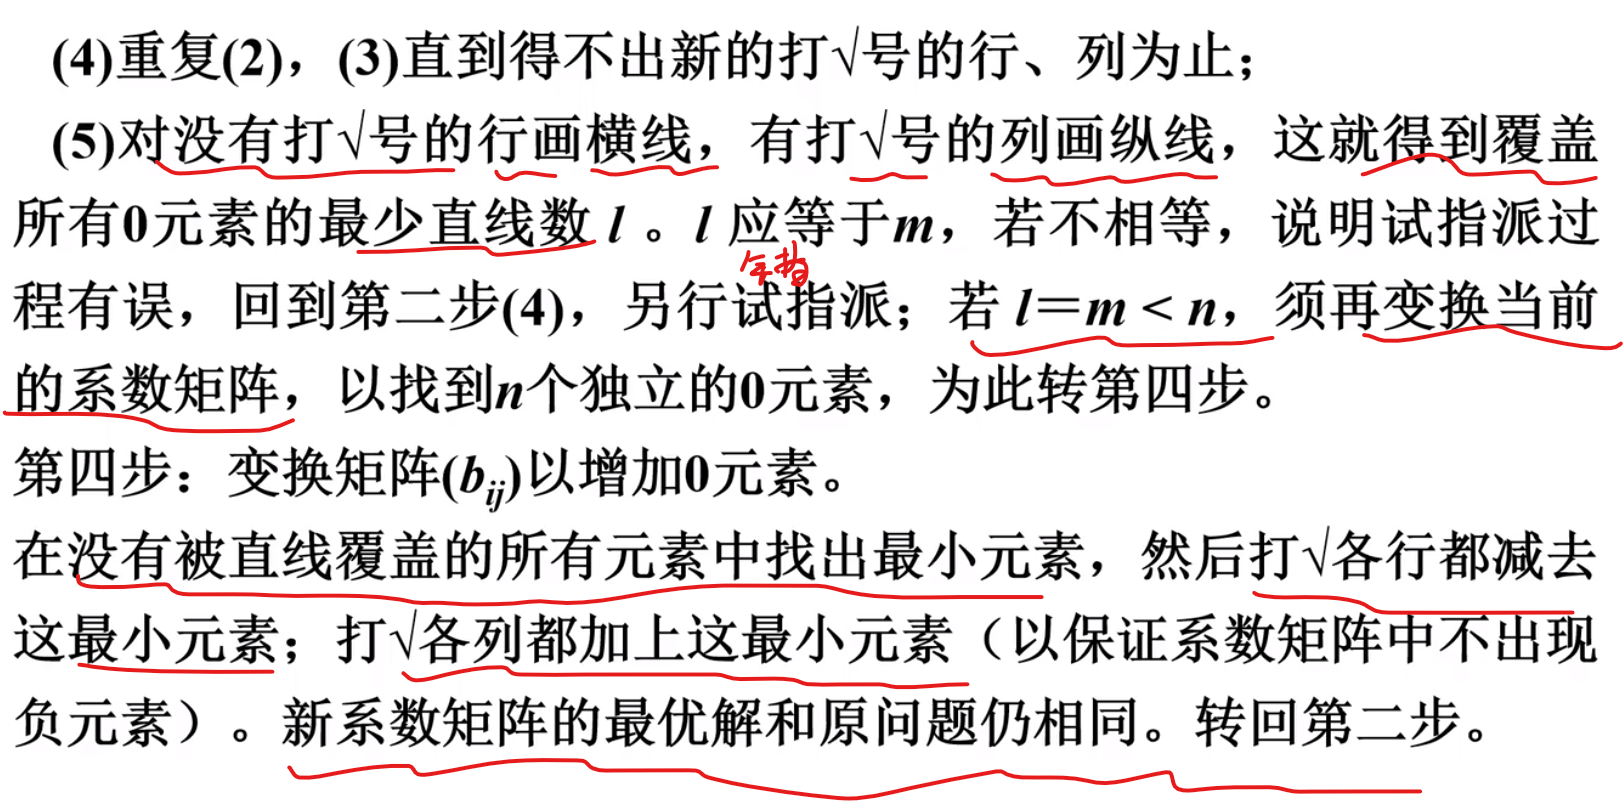 (4)重复(2)，(3)直到得不出新的打√号的行、列为止；
(5)对没有打√号的行画横线，有打√号的列画纵线，这就得到覆盖
所有0元素的最少直线数 l 。l 应等于m，若不相等，说明试指派过
程有误，回到第二步(4)，另行试指派；若 l＝m < n，须再变换当前
的系数矩阵，以找到n个独立的0元素，为此转第四步。
第四步：变换矩阵(bij)以增加0元素。
在没有被直线覆盖的所有元素中找出最小元素，然后打√各行都减去
这最小元素；打√各列都加上这最小元素（以保证系数矩阵中不出现
负元素）。新系数矩阵的最优解和原问题仍相同。转回第二步。